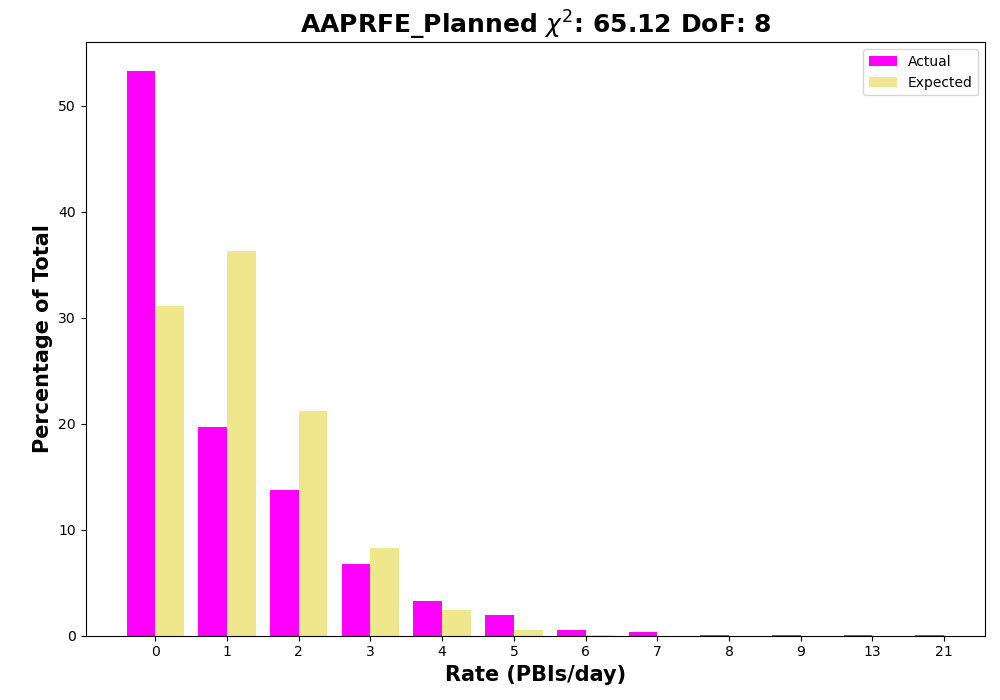 AAPRFE_Planned χ²: 65.12 DoF: 8
Actual
Expected
Percentage of Total
50
40
30
20
10
0
0 1 2 3 4 5 6 7 8 9 13 21
Rate (PBIs/day)